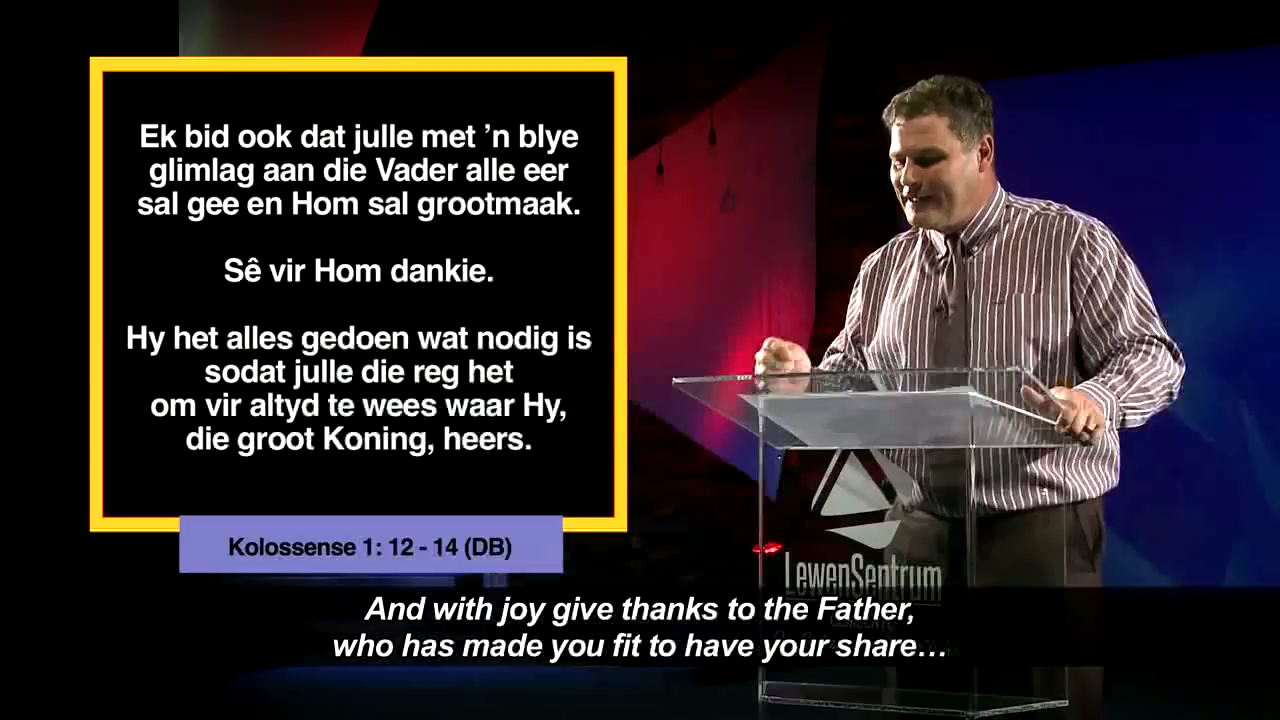 Ek bid ook dat julle met ’n blye
glimlag aan die Vader alle eer
sal gee en Hom sal grootmaak.
Sê vir Hom dankie.
Hy het alles gedoen wat nodig is
sodat julle die reg het
om vir altyd te wees waar Hy,
die groot Koning, heers.
Kolossense 1: 12 - 14 (DB)
LewenSentrum
And with joy give thanks to the Father,
who has made you fit to have your share...